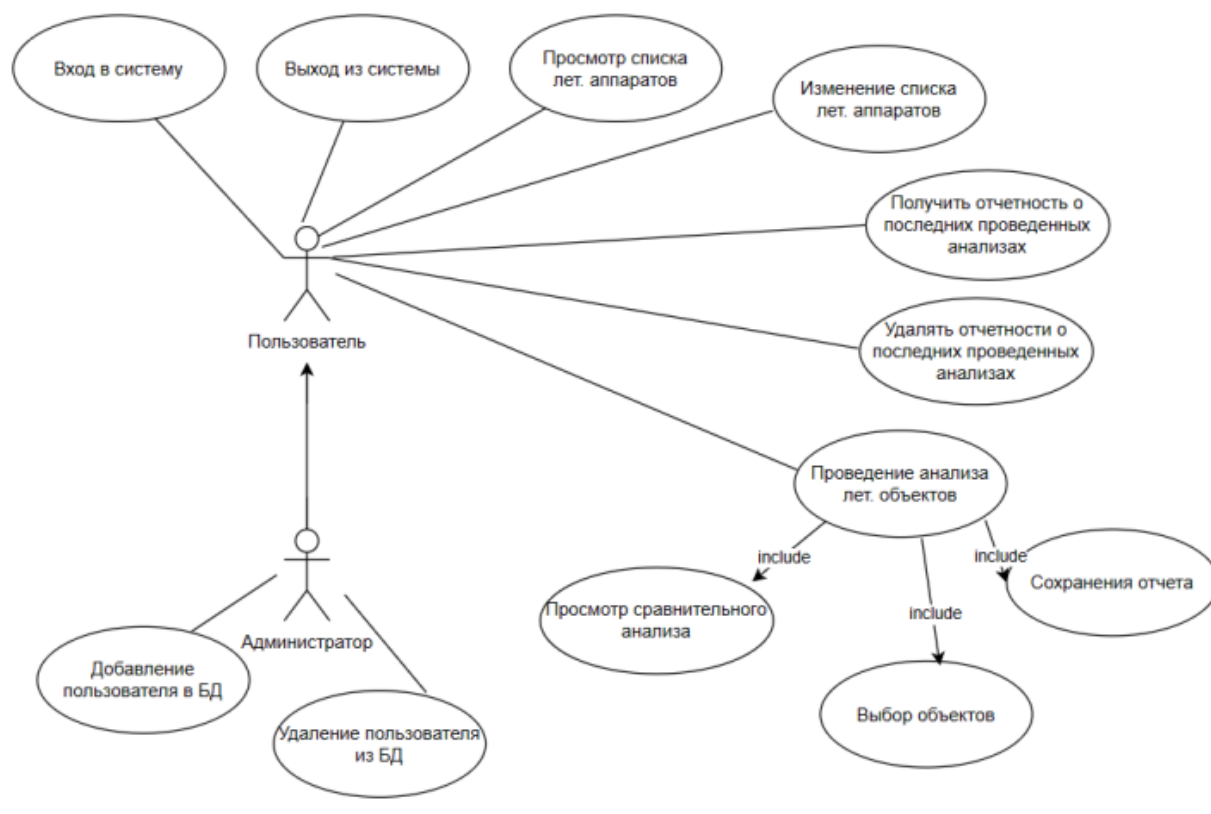 Вход в систему
Выход из системы
Просмотр списка
лет. аппаратов
Изменение списка
лет. аппаратов
Получить отчетность о
последних проведенных
анализах
Удалять отчетности о
последних проведенных
анализах
Пользователь
Проведение анализа
лет. объектов
include
include
include
Просмотр сравнительного
анализа
Сохранения отчета
Выбор объектов
Администратор
Добавление
пользователя в БД
Удаление пользователя
из БД